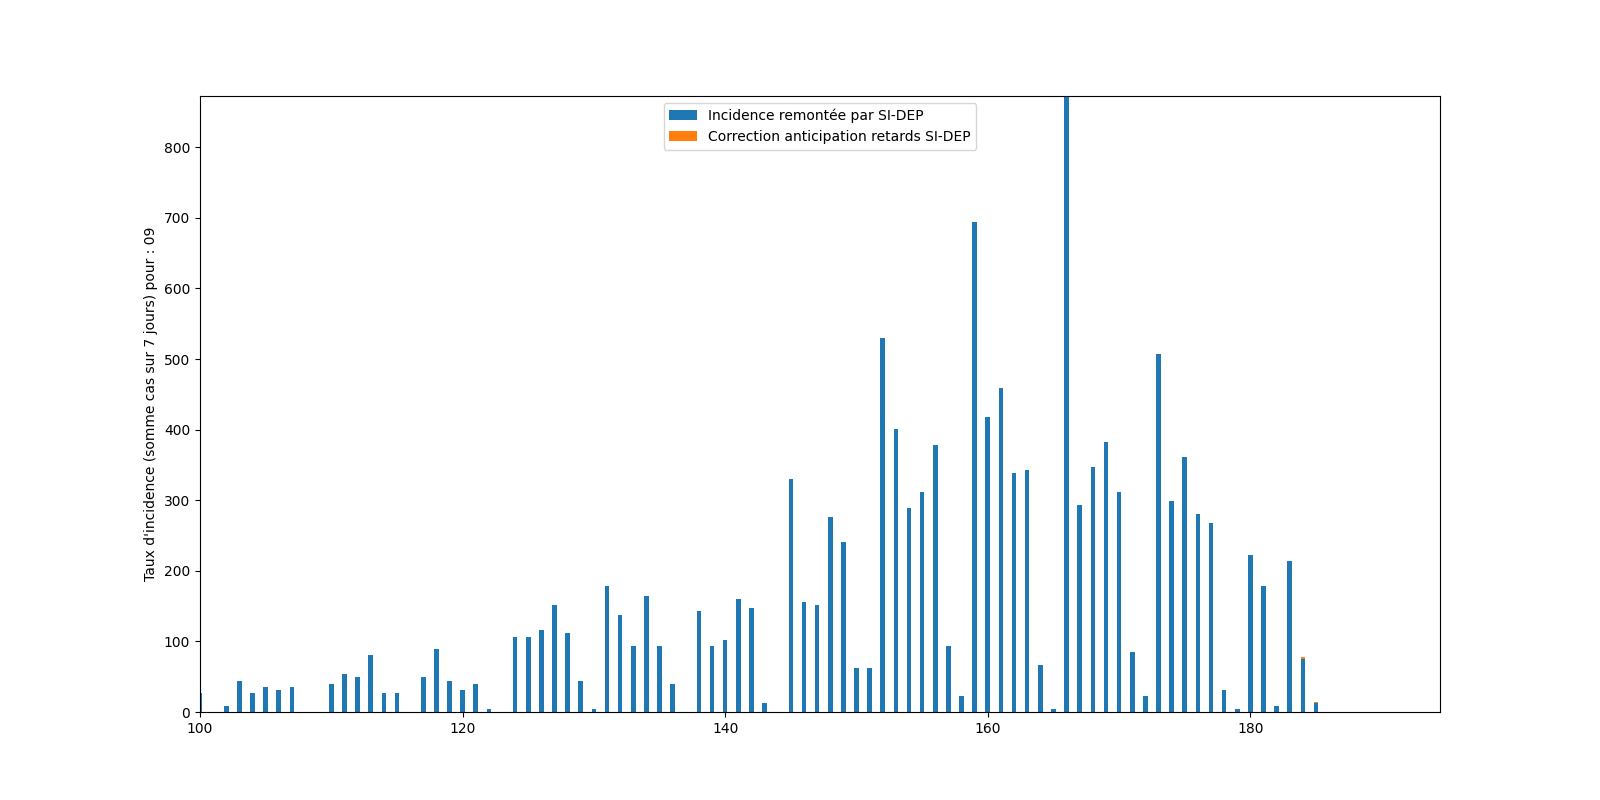 Incidence remontée par SI-DEP
Correction anticipation retards SI-DEP
Taux d'incidence (somme cas sur 7 jours) pour : 09
800
700
600
500
400
300
200
100
0
100 120 140 160 180